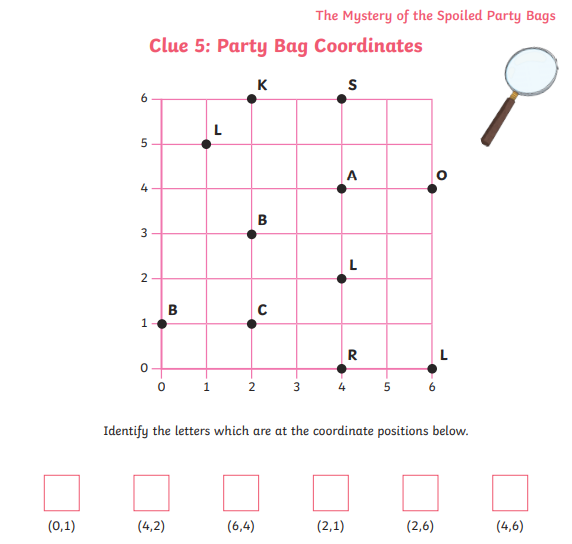 The Mystery of the Spoiled Party Bags
Clue 5: Party Bag Coordinates
K S
6
L
5
A O
4
B
3
L
2
B C
1
R L
0
0 1 2 3 4 5 6
Identify the letters which are at the coordinate positions below.
(0,1) (4,2) (6,4) (2,1) (2,6) (4,6)